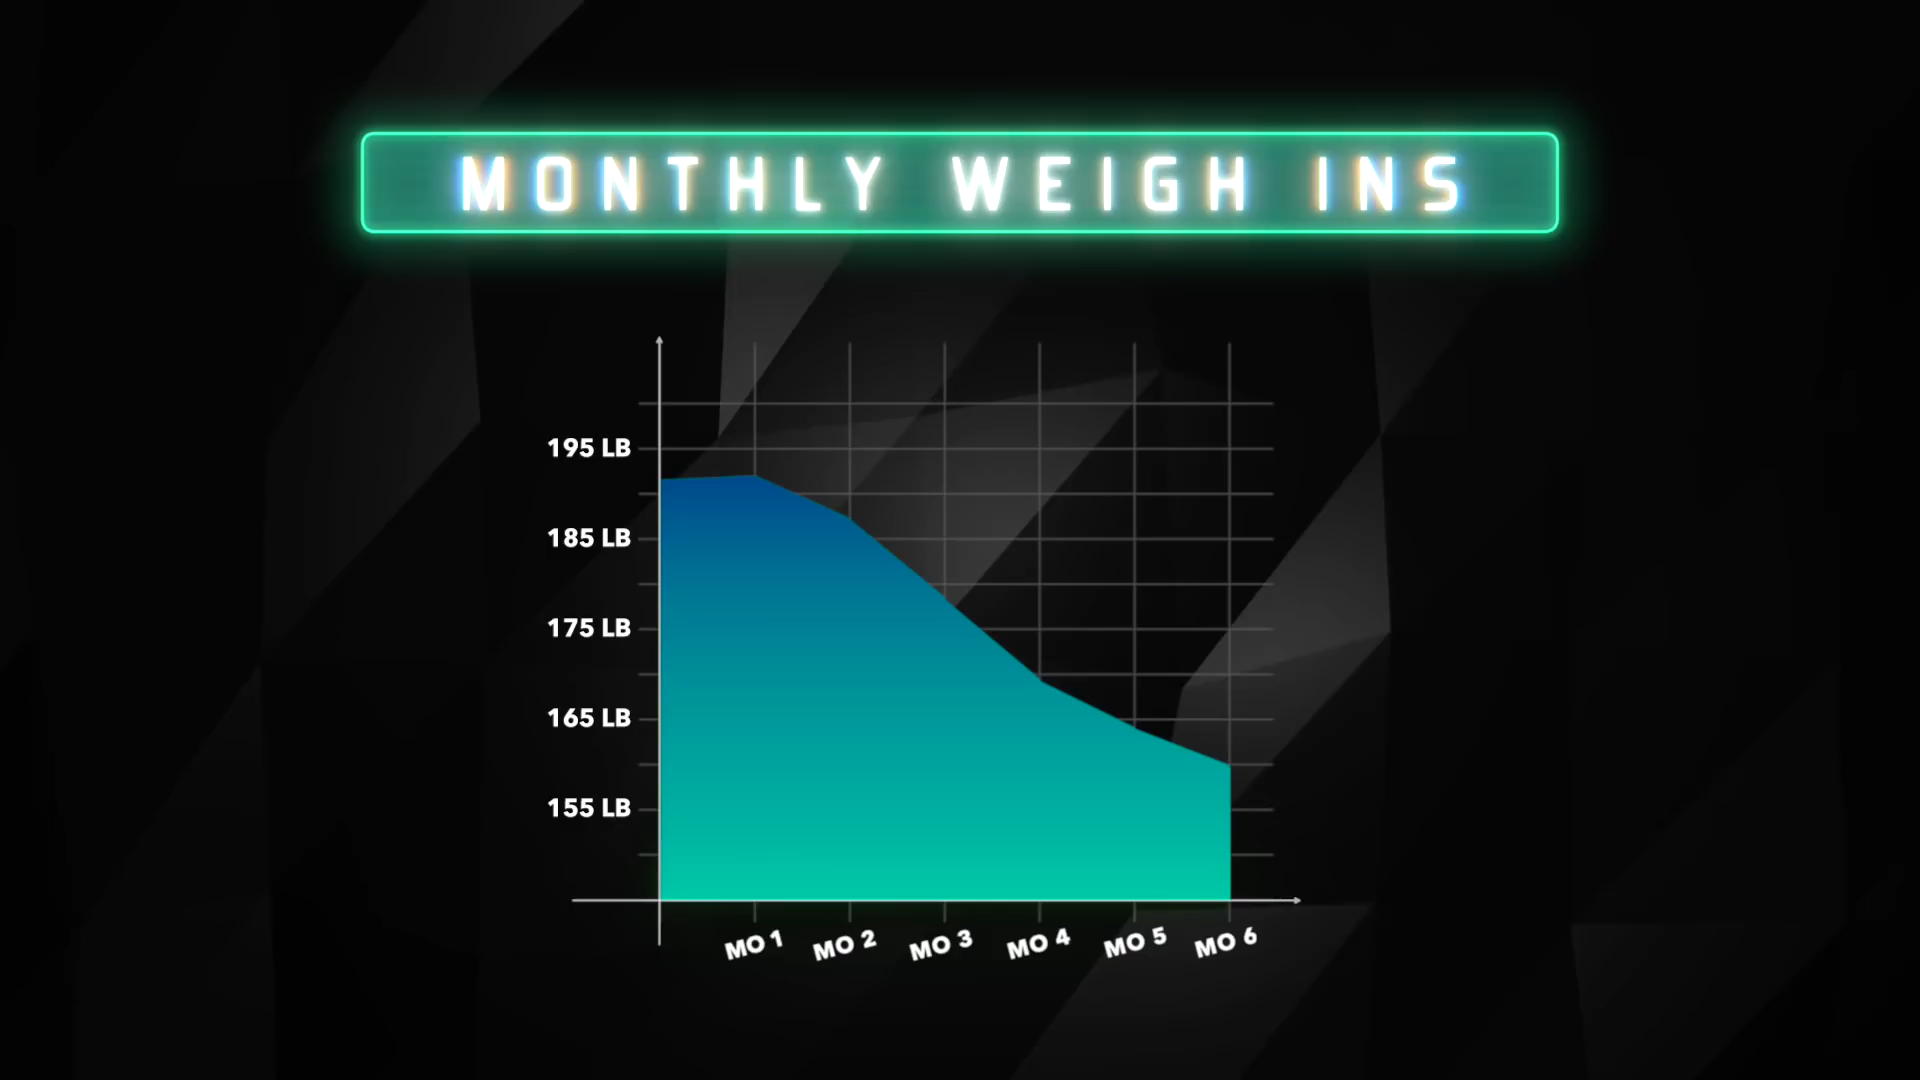 MONTHLY WEIGH INS
195 LB
185 LB
175 LB
165 LB
155 LB
MO 1 MO 2 MO 3 MO 4 MO 5 MO 6